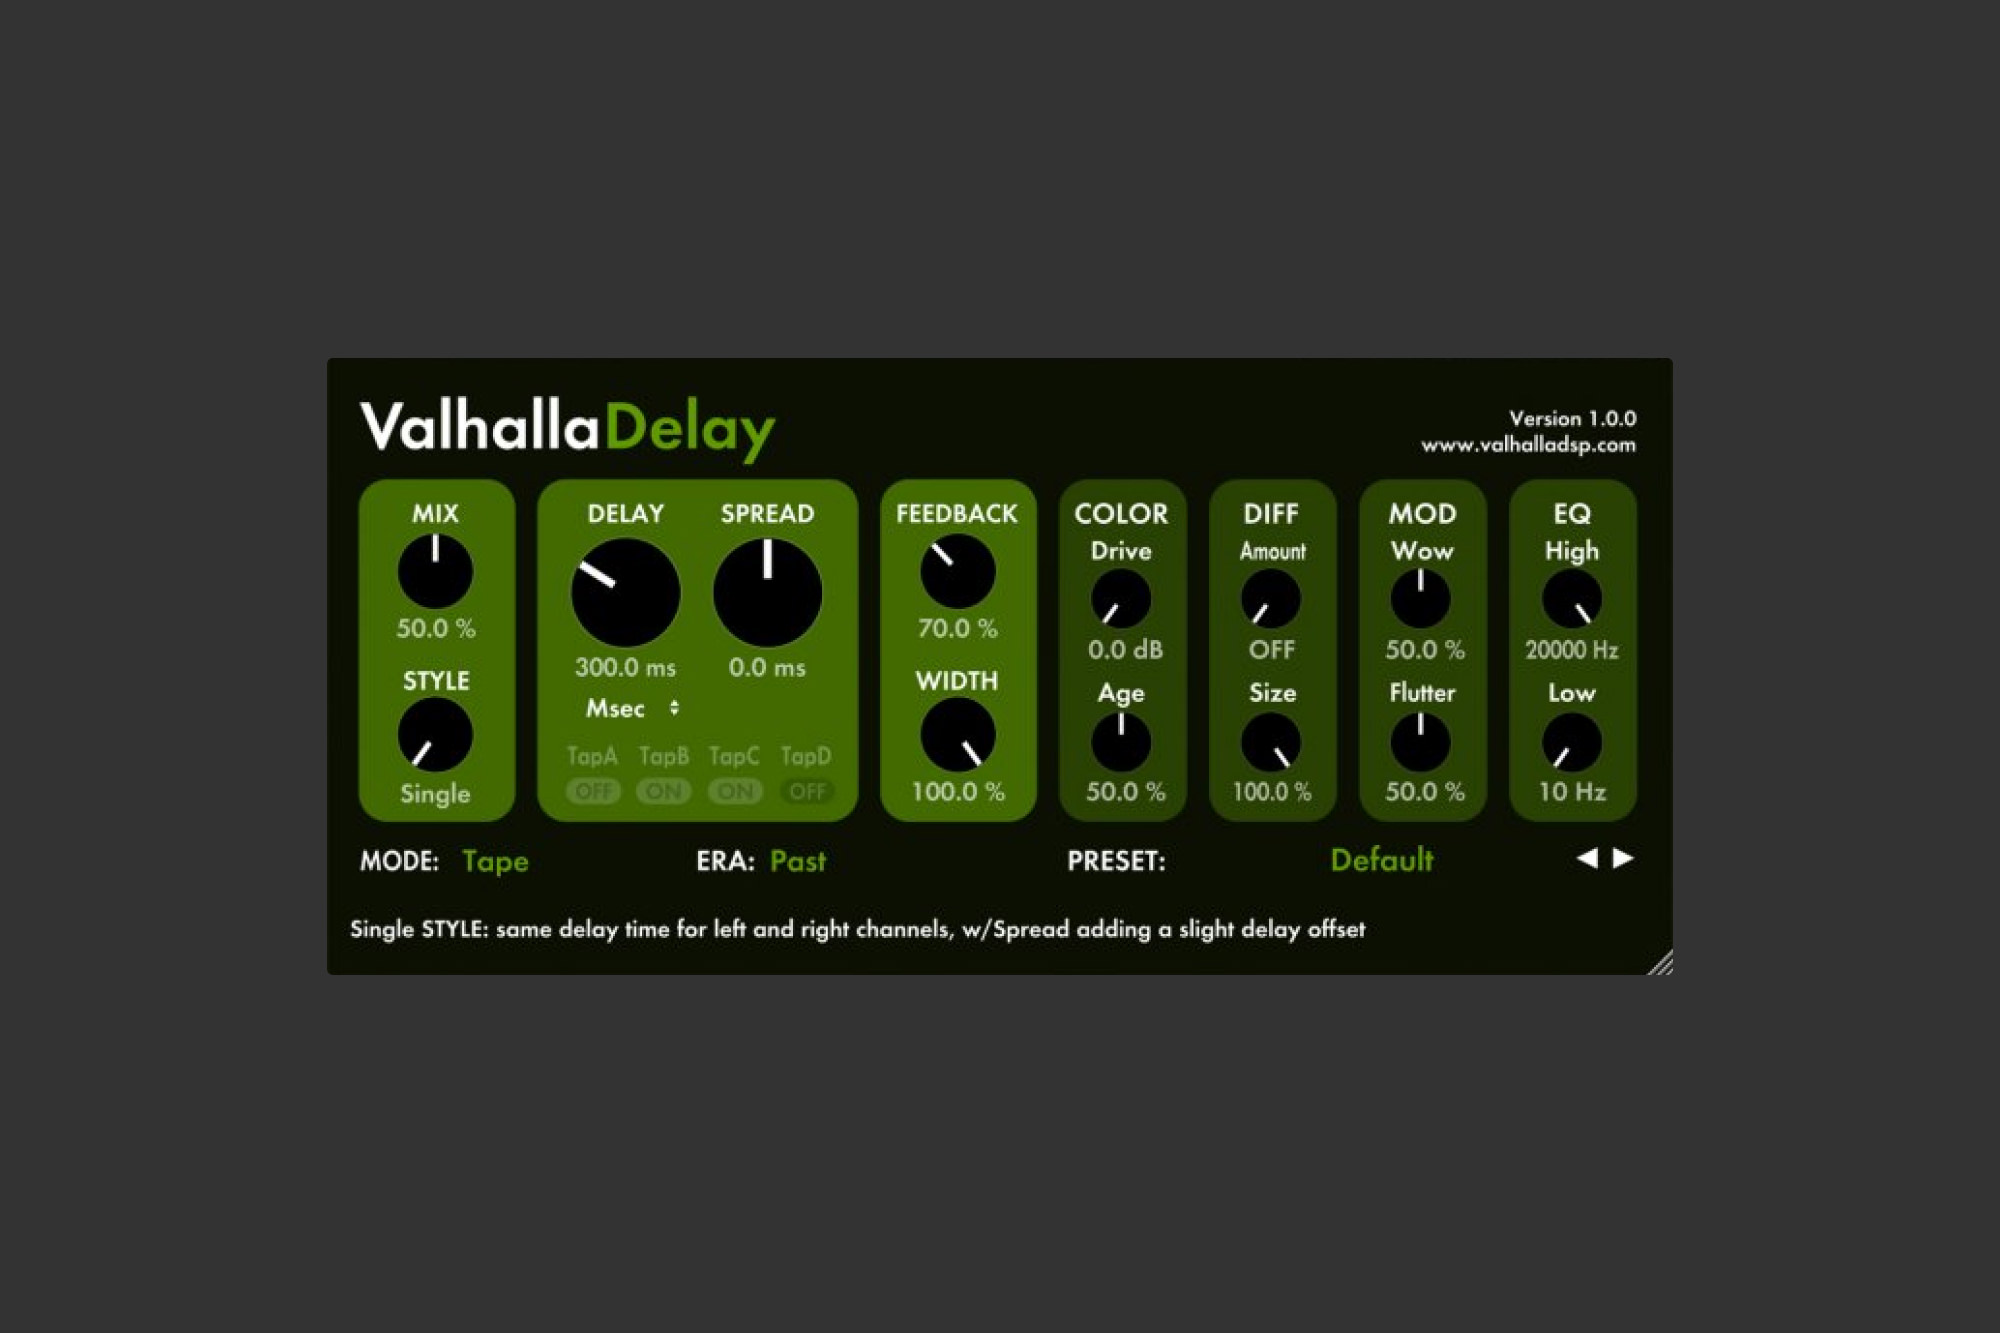 ValhallaDelay
Version 1.0.0
www.valhalladsp.com
MIX
50.0 %
STYLE
Single
DELAY SPREAD
300.0 ms 0.0 ms
Msec
TapA TapB TapC TapD
OFF ON ON OFF
FEEDBACK
70.0 %
WIDTH
100.0 %
COLOR
Drive
0.0 dB
Age
50.0 %
DIFF
Amount
OFF
Size
100.0 %
MOD
Wow
50.0 %
Flutter
50.0 %
EQ
High
20000 Hz
Low
10 Hz
MODE: Tape ERA: Past PRESET: Default
Single STYLE: same delay time for left and right channels, w/Spread adding a slight delay offset